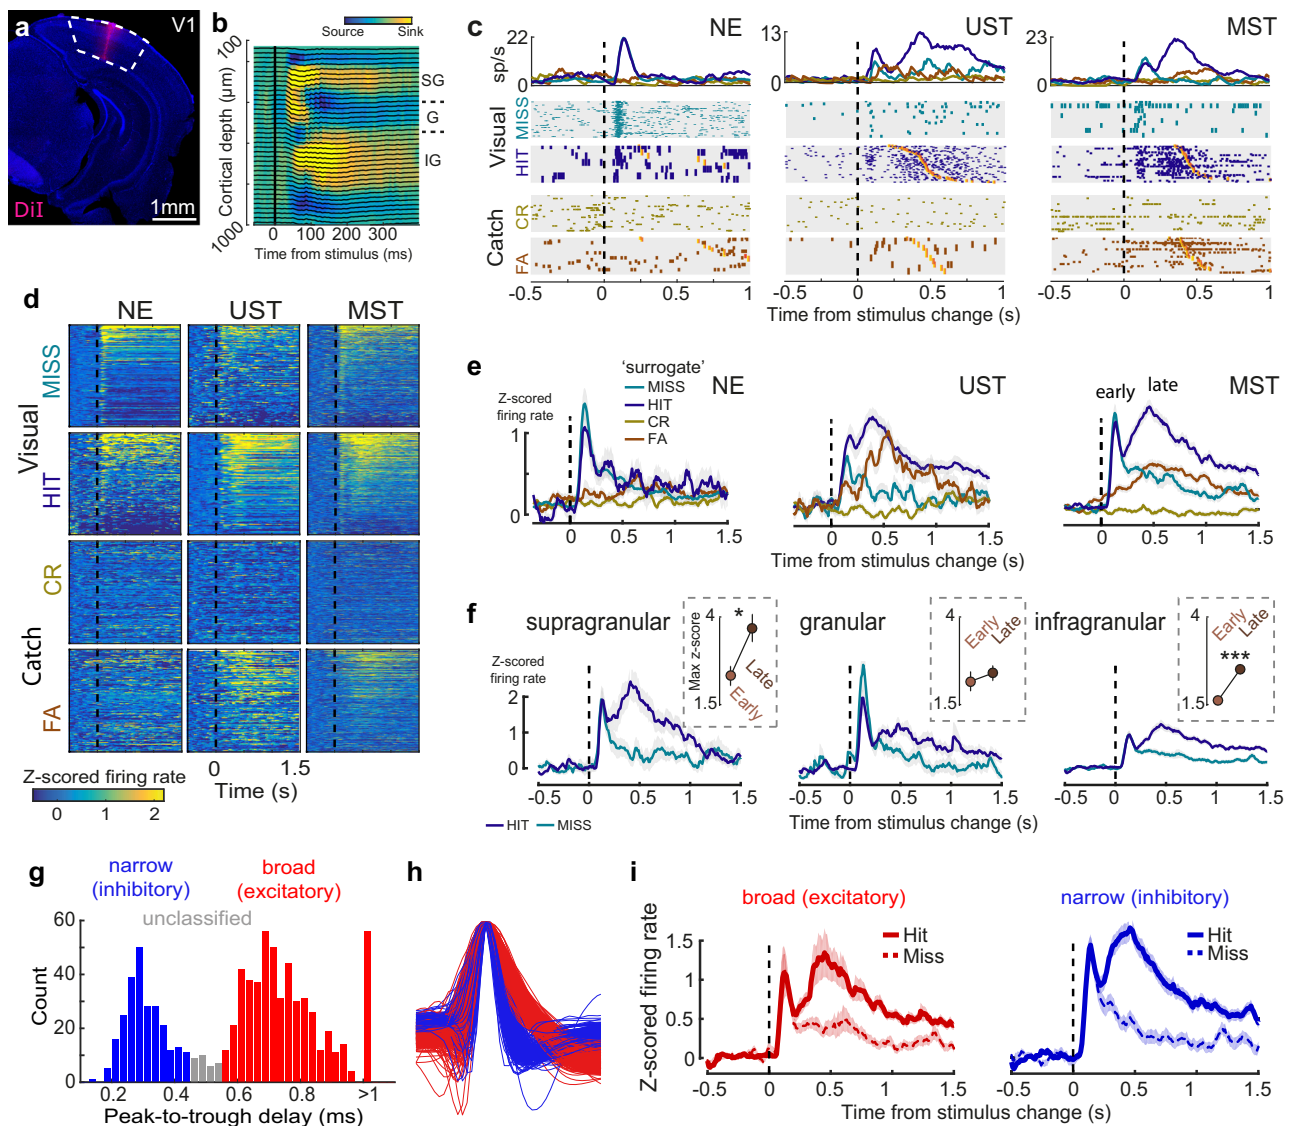 a
V1
DiI
1mm
b
Source
Sink
100
1000
Cortical depth (μm)
SG
G
IG
0 100 200 300
Time from stimulus (ms)
c
NE
UST
MST
22
13
23
sp/s
0
0
0
Visual
MISS
HIT
Catch
CR
FA
-0.5 0 0.5 1
-0.5 0 0.5 1
-0.5 0 0.5 1
Time from stimulus change (s)
d
NE
UST
MST
Visual
MISS
HIT
Catch
CR
FA
Z-scored firing rate
0 1 2
0 1.5
Time (s)
e
'surrogate'
MISS
HIT
CR
FA
NE
UST
early
late
MST
Z-scored
firing rate
1
0
0 0.5 1 1.5
0 0.5 1 1.5
0 0.5 1 1.5
Time from stimulus change (s)
f
supragranular
granular
infragranular
4
*
Max z-score
Late
Early
1.5
4
Early
Late
1.5
4
Early
Late
***
1.5
Z-scored
firing rate
2
1
0
-0.5 0 0.5 1 1.5
-0.5 0 0.5 1 1.5
-0.5 0 0.5 1 1.5
HIT MISS
Time from stimulus change (s)
g
narrow
(inhibitory)
broad
(excitatory)
unclassified
60
40
20
0
Count
0.2 0.4 0.6 0.8 >1
Peak-to-trough delay (ms)
h
i
broad (excitatory)
narrow (inhibitory)
Hit
Miss
Hit
Miss
Z-scored firing rate
1.5
1
0.5
0
-0.5 0 0.5 1 1.5
-0.5 0 0.5 1 1.5
Time from stimulus change (s)